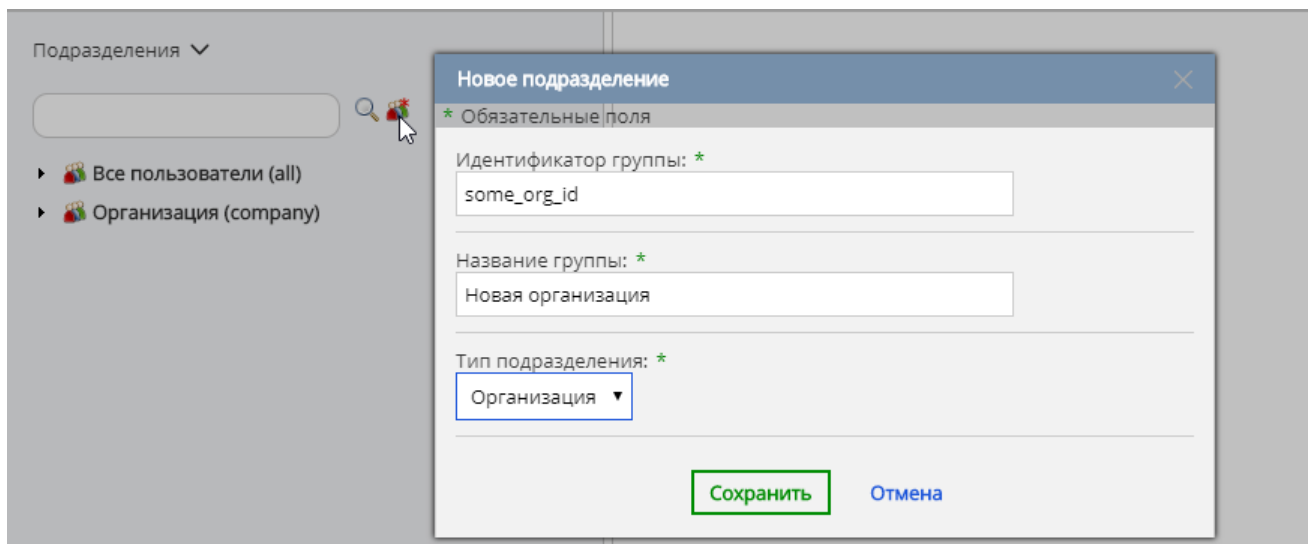 Подразделения
Все пользователи (all)
Организация (company)
Новое подразделение
* Обязательные поля
Идентификатор группы: *
some_org_id
Название группы: *
Новая организация
Тип подразделения: *
Организация
Сохранить
Отмена